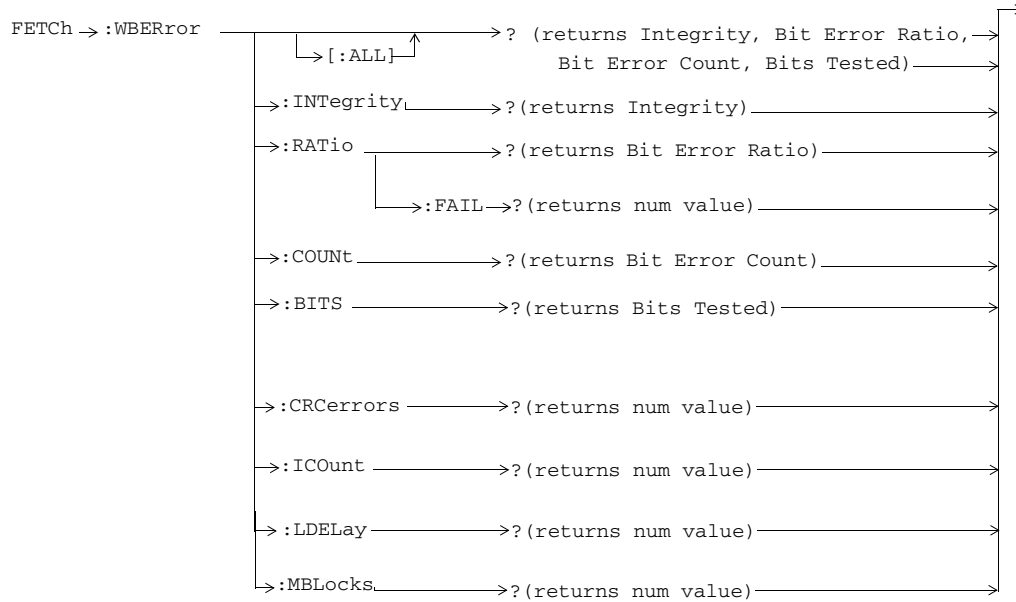 FETCh :WBERror ? (returns Integrity, Bit Error Ratio,
[:ALL] Bit Error Count, Bits Tested)
:INTegrity ?(returns Integrity)
:RATio ?(returns Bit Error Ratio)
:FAIL ?(returns num value)
:COUNt ?(returns Bit Error Count)
:BITS ?(returns Bits Tested)
:CRCerrors ?(returns num value)
:ICOunt ?(returns num value)
:LDELay ?(returns num value)
:MBLocks ?(returns num value)